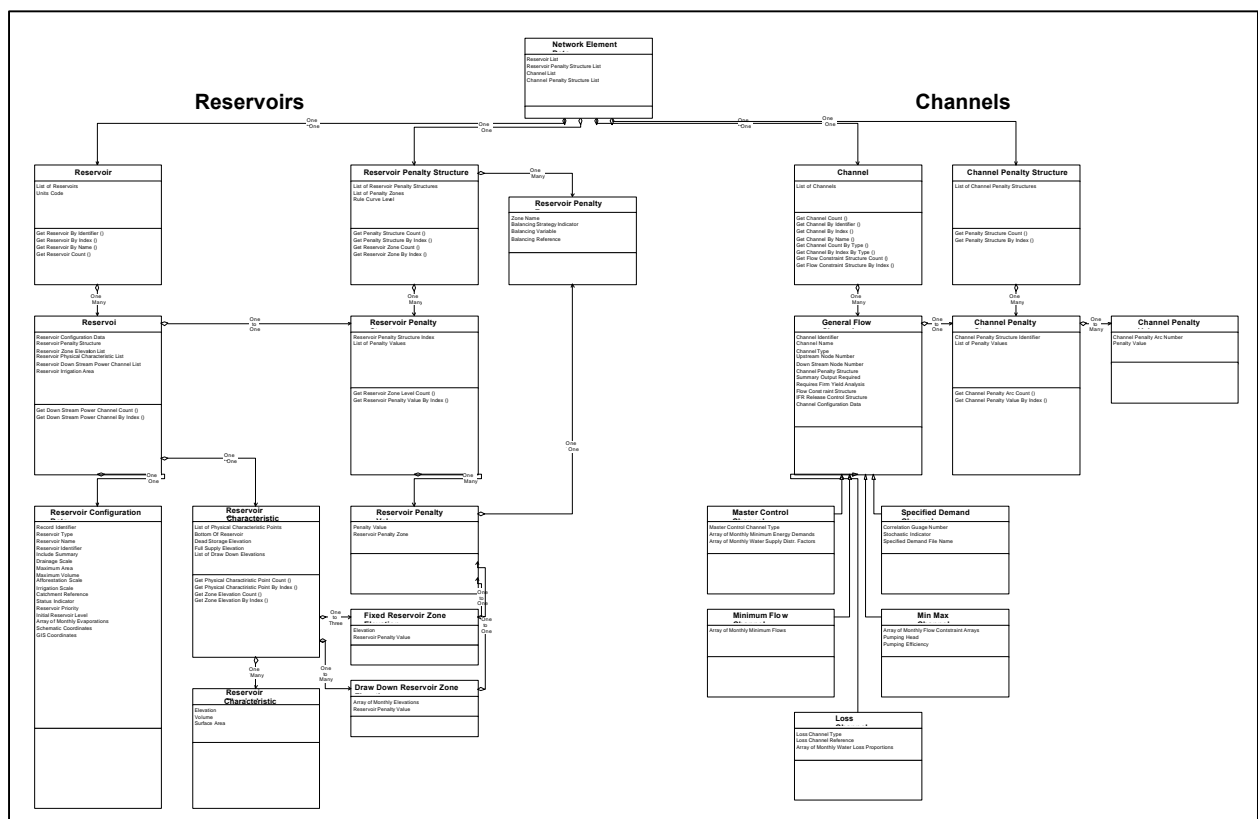 Network Element
Reservoir List
Reservoir Penalty Structure List
Channel List
Channel Penalty Structure List
Reservoirs
Channels
One
One
One
One
One
One
One
One
Reservoir
List of Reservoirs
Units Code
Get Reservoir By Identifier ()
Get Reservoir By Index ()
Get Reservoir By Name ()
Get Reservoir Count ()
Reservoir Penalty Structure
List of Reservoir Penalty Structures
List of Penalty Zones
Rule Curve Level
Get Penalty Structure Count ()
Get Penalty Structure By Index ()
Get Reservoir Zone Count ()
Get Reservoir Zone By Index ()
One
Many
Reservoir Penalty
Zone Name
Balancing Strategy Indicator
Balancing Variable
Balancing Reference
Channel
List of Channels
Get Channel Count ()
Get Channel By Identifier ()
Get Channel By Index ()
Get Channel By Name ()
Get Channel Count By Type ()
Get Channel By Index By Type ()
Get Flow Constraint Structure Count ()
Get Flow Constraint Structure By Index ()
Channel Penalty Structure
List of Channel Penalty Structures
Get Penalty Structure Count ()
Get Penalty Structure By Index ()
One
Many
One
Many
One
Many
One
Many
Reservoi
Reservoir Configuration Data
Reservoir Penalty Structure
Reservoir Zone Elevation List
Reservoir Physical Characteristic List
Reservoir Down Stream Power Channel List
Reservoir Irrigation Area
Get Down Stream Power Channel Count ()
Get Down Stream Power Channel By Index ()
One
to
One
Reservoir Penalty
Reservoir Penalty Structure Index
List of Penalty Values
Get Reservoir Zone Level Count ()
Get Reservoir Penalty Value By Index ()
One
One
General Flow
Channel Identifier
Channel Name
Channel Type
Upstream Node Number
Down Stream Node Number
Channel Penalty Structure
Summary Output Required
Requires Firm Yield Analysis
Flow Constraint Structure
IFR Release Control Structure
Channel Configuration Data
One
to
One
Channel Penalty
Channel Penalty Structure Identifier
List of Penalty Values
Get Channel Penalty Arc Count ()
Get Channel Penalty Value By Index ()
One
to
Many
Channel Penalty
Channel Penalty Arc Number
Penalty Value
One
One
One
One
One
Many
Reservoir Configuration
Record Identifier
Reservoir Type
Reservoir Name
Reservoir Identifier
Include Summary
Drainage Scale
Maximum Area
Maximum Volume
Afforestation Scale
Irrigation Scale
Catchment Reference
Status Indicator
Reservoir Priority
Initial Reservoir Level
Array of Monthly Evaporations
Schematic Coordinates
GIS Coordinates
Reservoir
Characteristic
List of Physical Characteristic Points
Bottom Of Reservoir
Dead Storage Elevation
Full Supply Elevation
List of Draw Down Elevations
Get Physical Charactiristic Point Count ()
Get Physical Charactiristic Point By Index ()
Get Zone Elevation Count ()
Get Zone Elevation By Index ()
Reservoir Penalty
Penalty Value
Reservoir Penalty Zone
One
to
Three
Fixed Reservoir Zone
Elevation
Reservoir Penalty Value
One
to
One
One
to
Many
Draw Down Reservoir Zone
Array of Monthly Elevations
Reservoir Penalty Value
One
Many
Reservoir
Characteristic
Elevation
Volume
Surface Area
Master Control
Master Control Channel Type
Array of Monthly Minimum Energy Demands
Array of Monthly Water Supply Distr. Factors
Specified Demand
Correlation Guage Number
Stochastic Indicator
Specified Demand File Name
Minimum Flow
Array of Monthly Minimum Flows
Min Max
Array of Monthly Flow Contstraint Arrays
Pumping Head
Pumping Efficiency
Loss
Loss Channel Type
Loss Channel Reference
Array of Monthly Water Loss Proportions